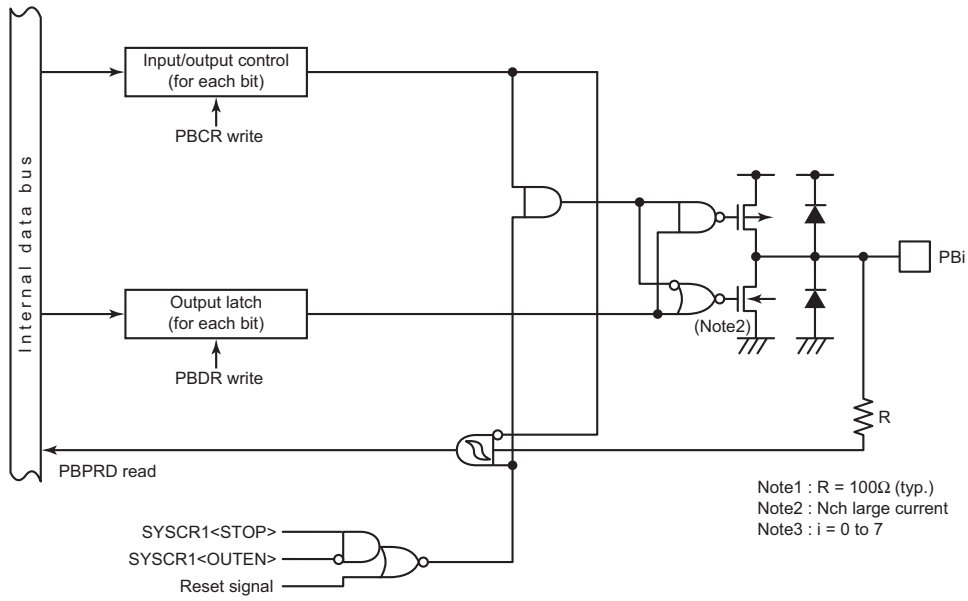 Internal data bus
Input/output control
(for each bit)
PBCR write
Output latch
(for each bit)
PBDR write
(Note2)
PBi
R
PBPRD read
Note1 : R = 100Ω (typ.)
Note2 : Nch large current
Note3 : i = 0 to 7
SYSCR1<STOP>
SYSCR1<OUTEN>
Reset signal